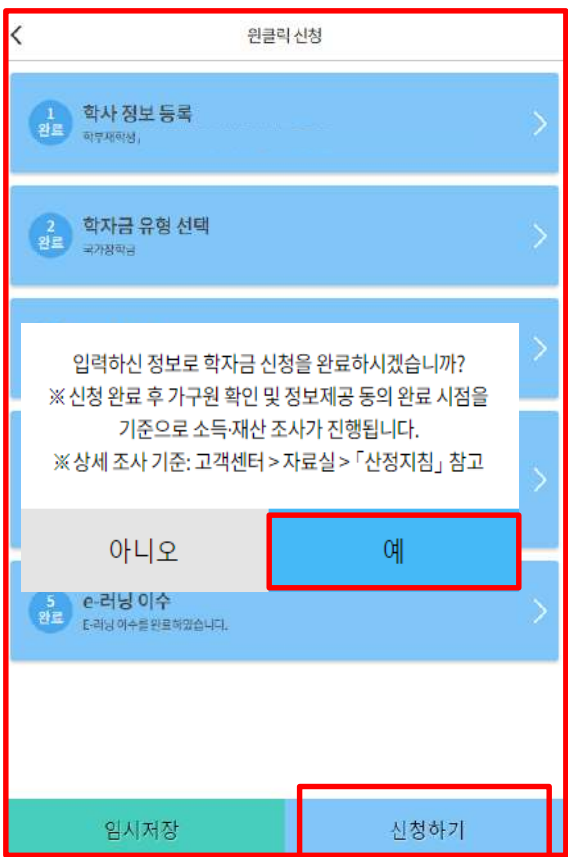 원클릭 신청
1
완료
학사 정보 등록
학부재학생,
2
완료
학자금 유형 선택
국가장학금
입력하신 정보로 학자금 신청을 완료하시겠습니까?
※ 신청 완료 후 가구원 확인 및 정보제공 동의 완료 시점을
기준으로 소득·재산 조사가 진행됩니다.
※ 상세 조사 기준: 고객센터 > 자료실 > 「산정지침」 참고
아니오
예
5
완료
e-러닝 이수
E-러닝 이수를 완료하였습니다.
임시저장
신청하기